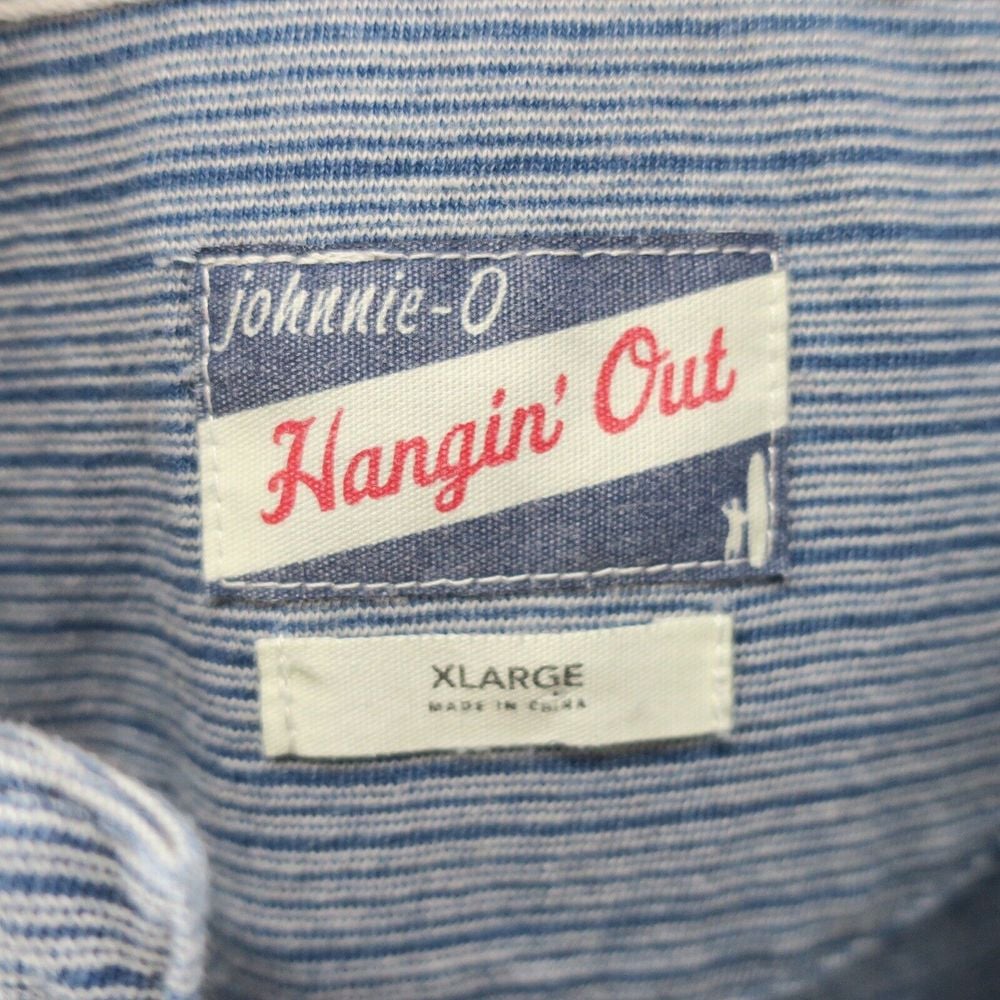 johnnie-O
Hangin' Out
XLARGE
MADE IN CHINA